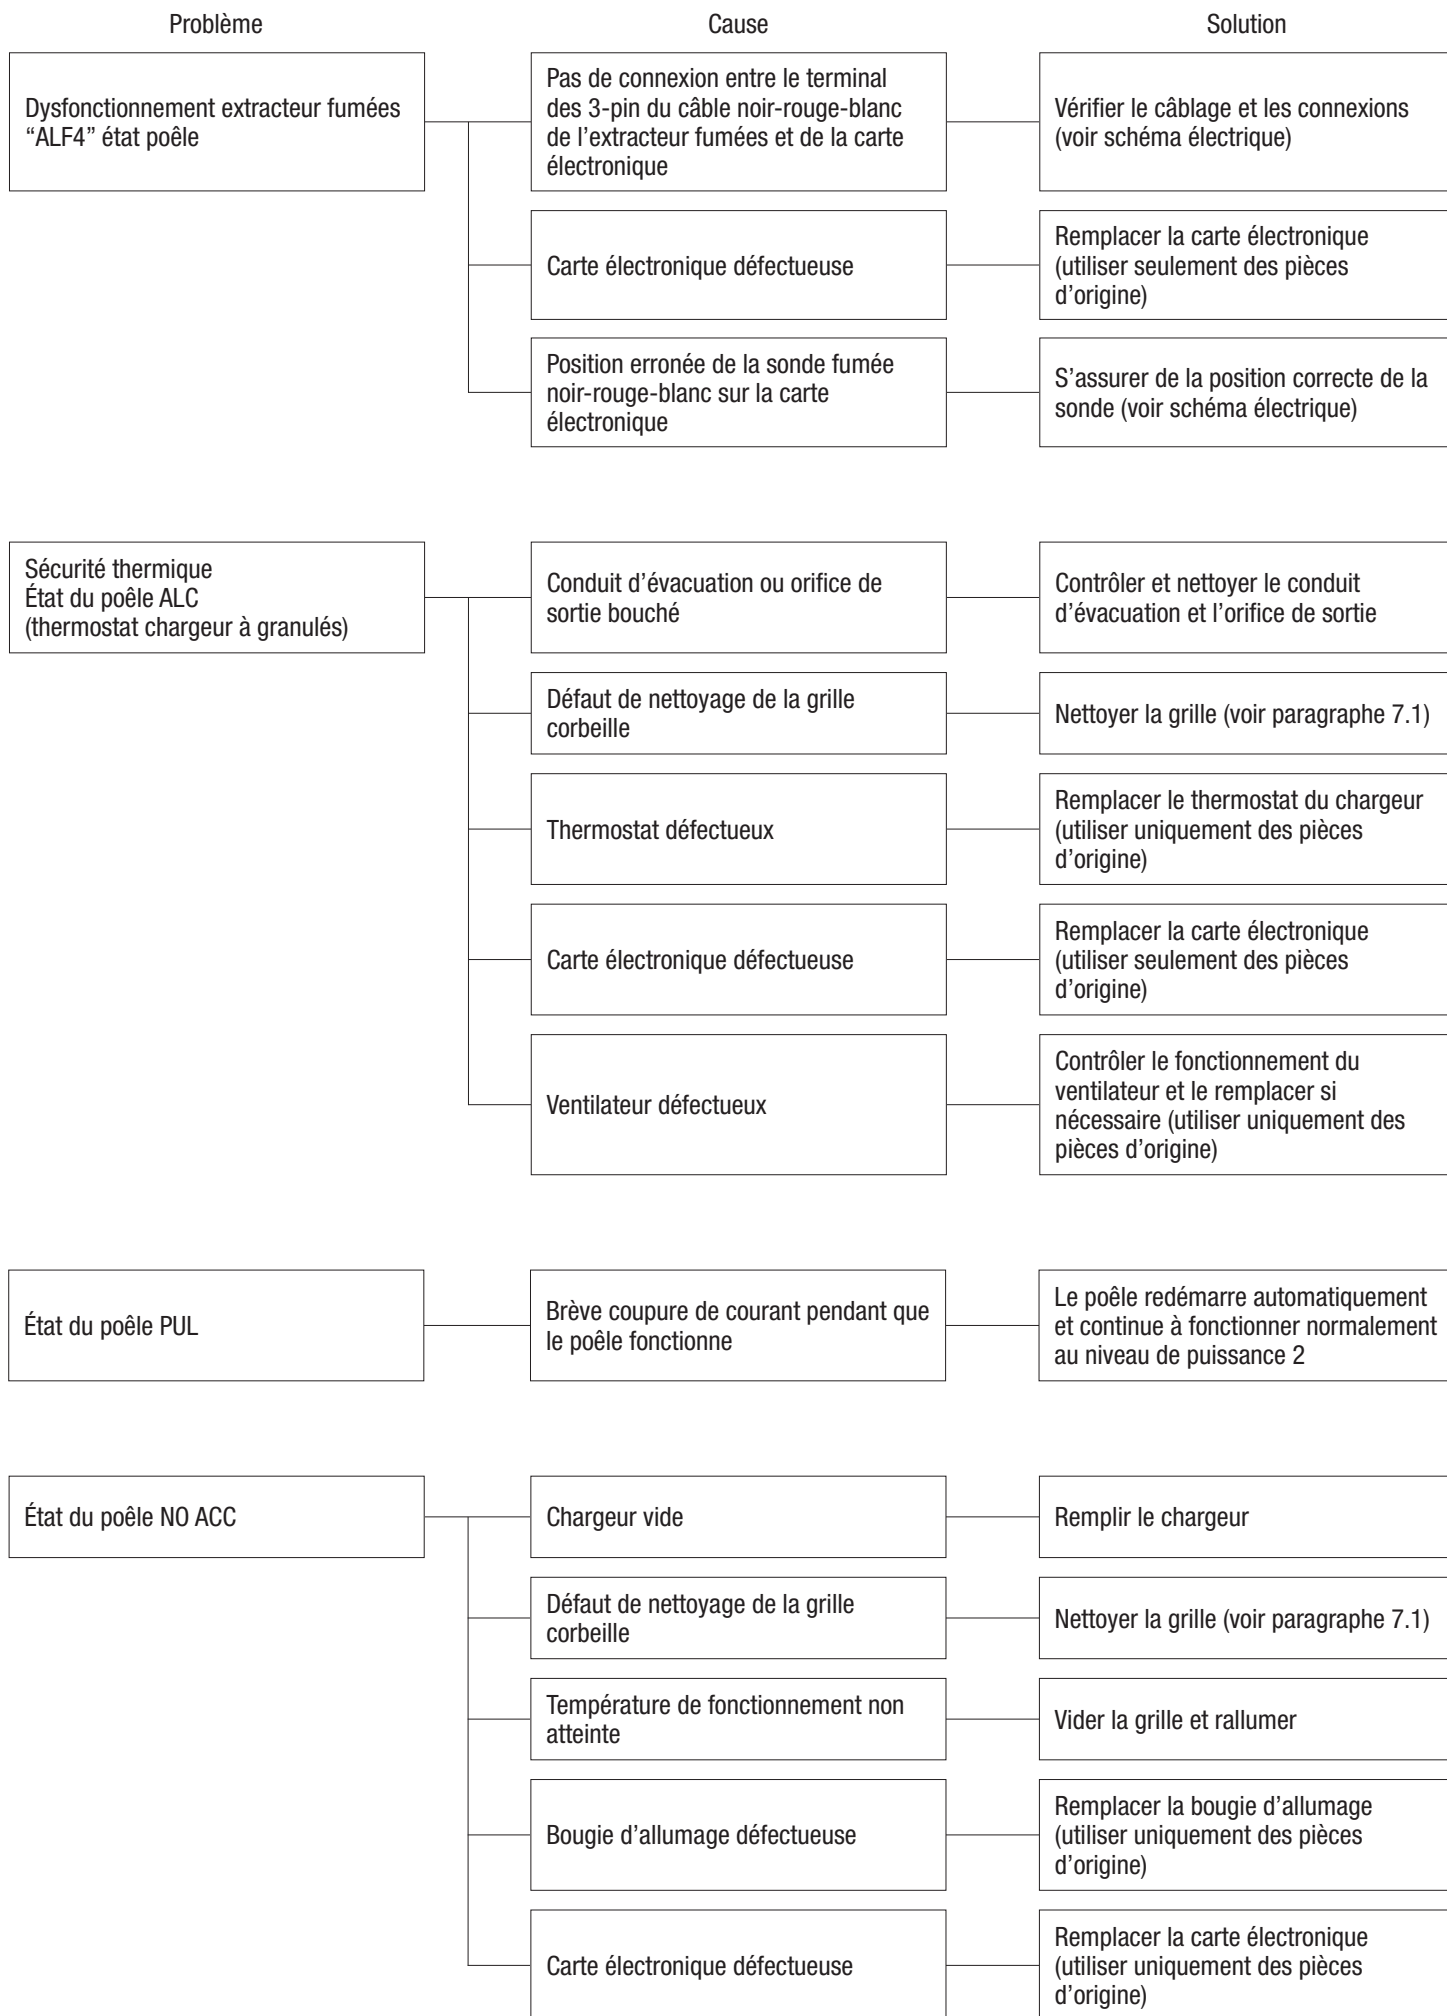 Problème
Cause
Solution
Dysfonctionnement extracteur fumées
“ALF4” état poêle
Pas de connexion entre le terminal
des 3-pin du câble noir-rouge-blanc
de l’extracteur fumées et de la carte
électronique
Vérifier le câblage et les connexions
(voir schéma électrique)
Carte électronique défectueuse
Remplacer la carte électronique
(utiliser seulement des pièces
d’origine)
Position erronée de la sonde fumée
noir-rouge-blanc sur la carte
électronique
S’assurer de la position correcte de la
sonde (voir schéma électrique)
Sécurité thermique
État du poêle ALC
(thermostat chargeur à granulés)
Conduit d’évacuation ou orifice de
sortie bouché
Contrôler et nettoyer le conduit
d’évacuation et l’orifice de sortie
Défaut de nettoyage de la grille
corbeille
Nettoyer la grille (voir paragraphe 7.1)
Thermostat défectueux
Remplacer le thermostat du chargeur
(utiliser uniquement des pièces
d’origine)
Carte électronique défectueuse
Remplacer la carte électronique
(utiliser seulement des pièces
d’origine)
Ventilateur défectueux
Contrôler le fonctionnement du
ventilateur et le remplacer si
nécessaire (utiliser uniquement des
pièces d’origine)
État du poêle PUL
Brève coupure de courant pendant que
le poêle fonctionne
Le poêle redémarre automatiquement
et continue à fonctionner normalement
au niveau de puissance 2
État du poêle NO ACC
Chargeur vide
Remplir le chargeur
Défaut de nettoyage de la grille
corbeille
Nettoyer la grille (voir paragraphe 7.1)
Température de fonctionnement non
atteinte
Vider la grille et rallumer
Bougie d’allumage défectueuse
Remplacer la bougie d’allumage
(utiliser uniquement des pièces
d’origine)
Carte électronique défectueuse
Remplacer la carte électronique
(utiliser uniquement des pièces
d’origine)